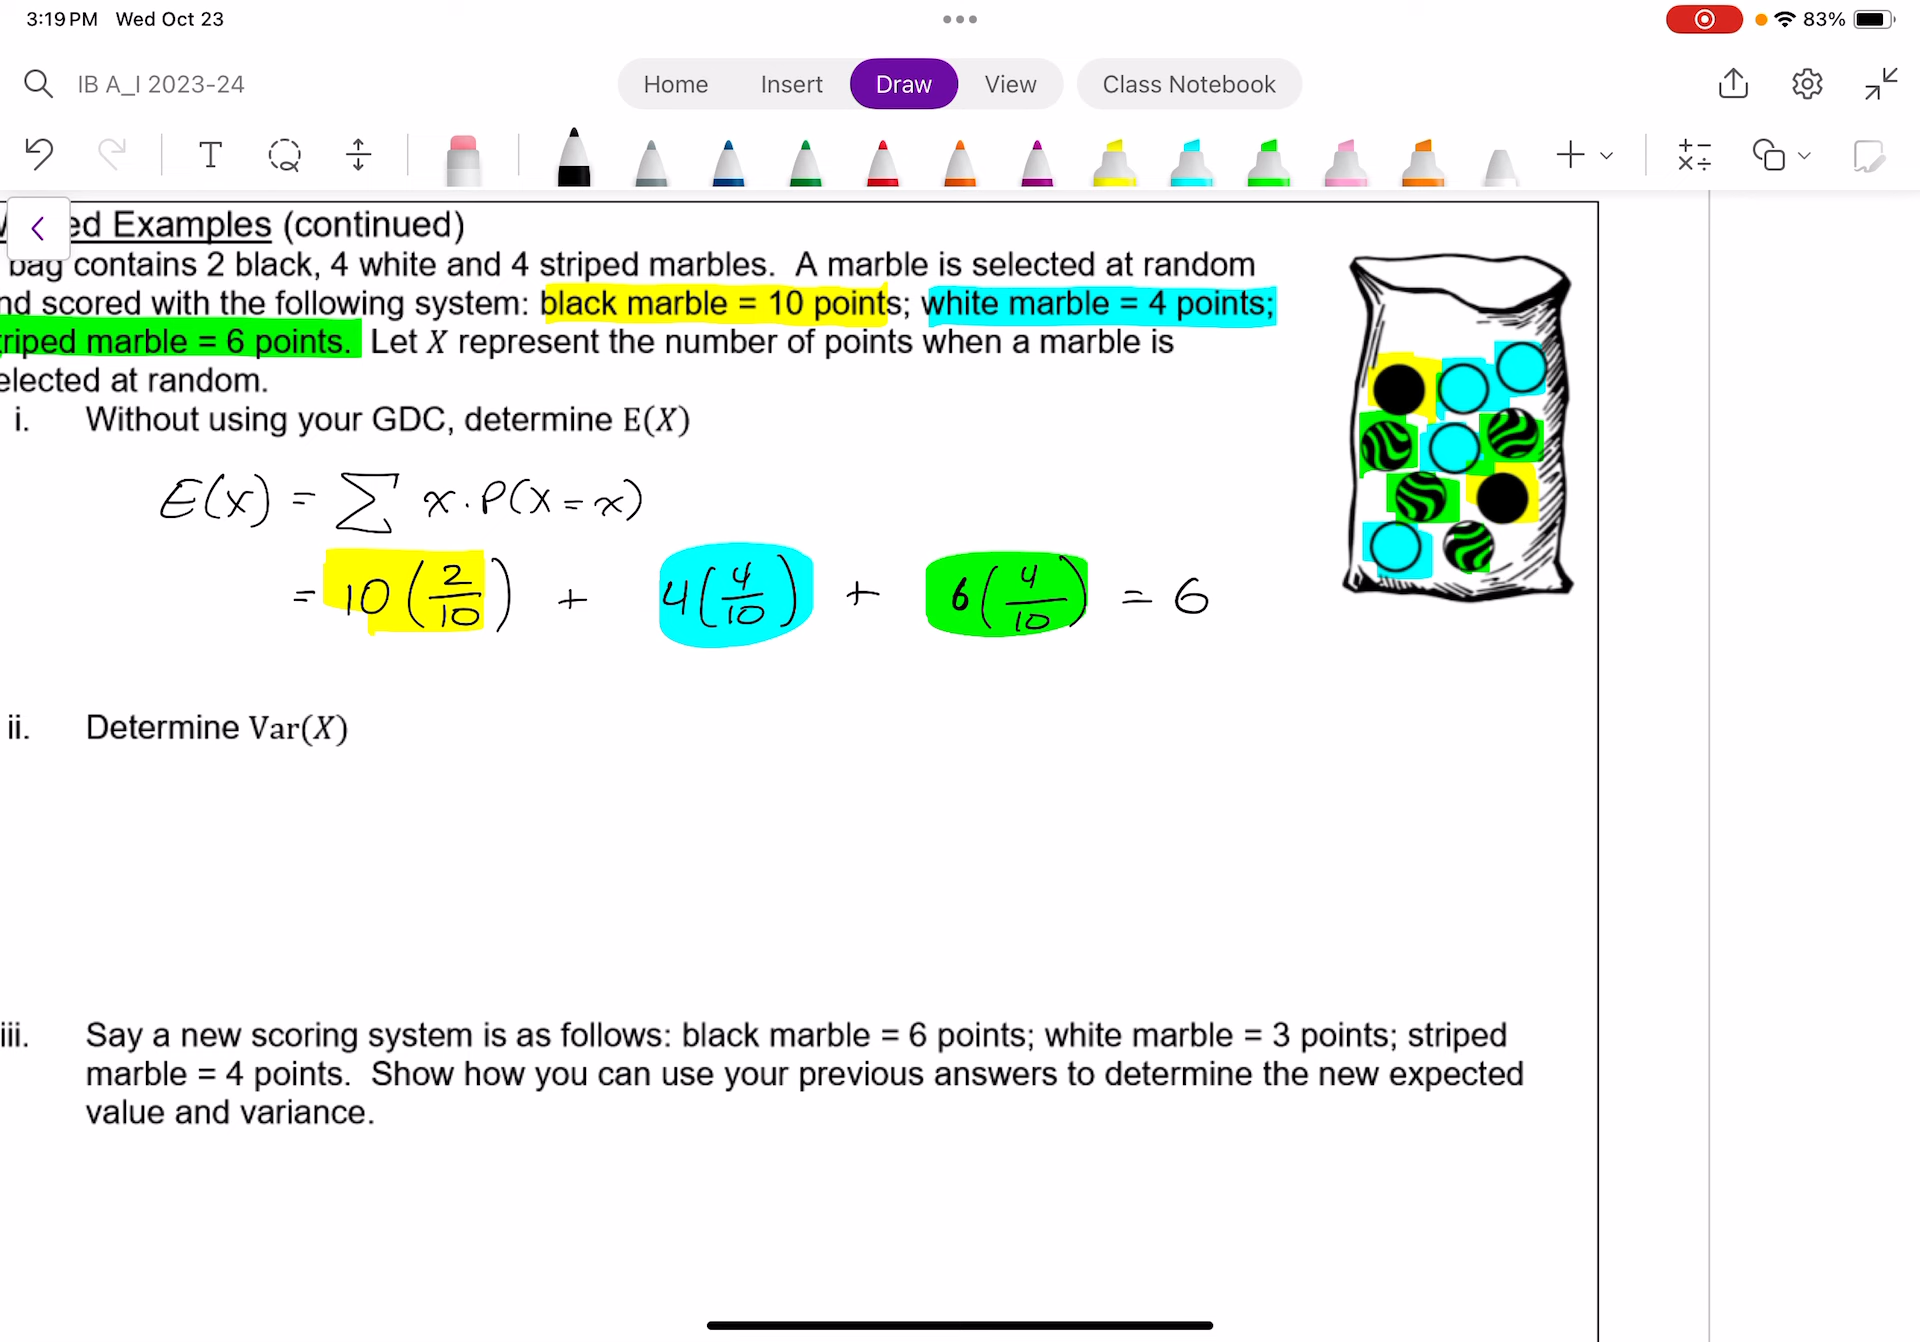 3:19 PM Wed Oct 23
83%
IB A_I 2023-24
Home Insert Draw View Class Notebook
T
ed Examples (continued)
bag contains 2 black, 4 white and 4 striped marbles. A marble is selected at random
nd scored with the following system: black marble = 10 points; white marble = 4 points;
riped marble = 6 points. Let X represent the number of points when a marble is
elected at random.
i. Without using your GDC, determine E(X)
E(x) = ∑ x · P(X = x)
= 10 (2/10) + 4(4/10) + 6(4/10) = 6
ii. Determine Var(X)
iii. Say a new scoring system is as follows: black marble = 6 points; white marble = 3 points; striped
marble = 4 points. Show how you can use your previous answers to determine the new expected
value and variance.